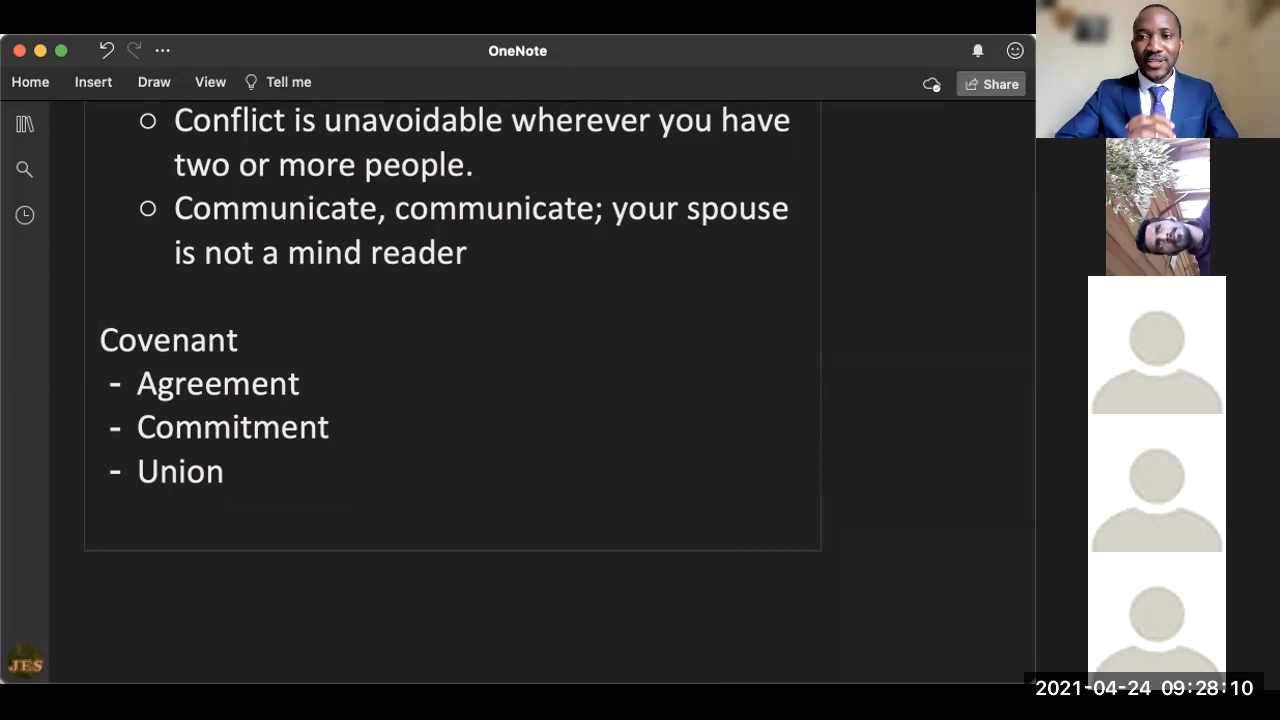 OneNote
Home Insert Draw View Tell me Share
○ Conflict is unavoidable wherever you have
two or more people.
○ Communicate, communicate; your spouse
is not a mind reader
Covenant
- Agreement
- Commitment
- Union
JES
2021-04-24 09:28:10